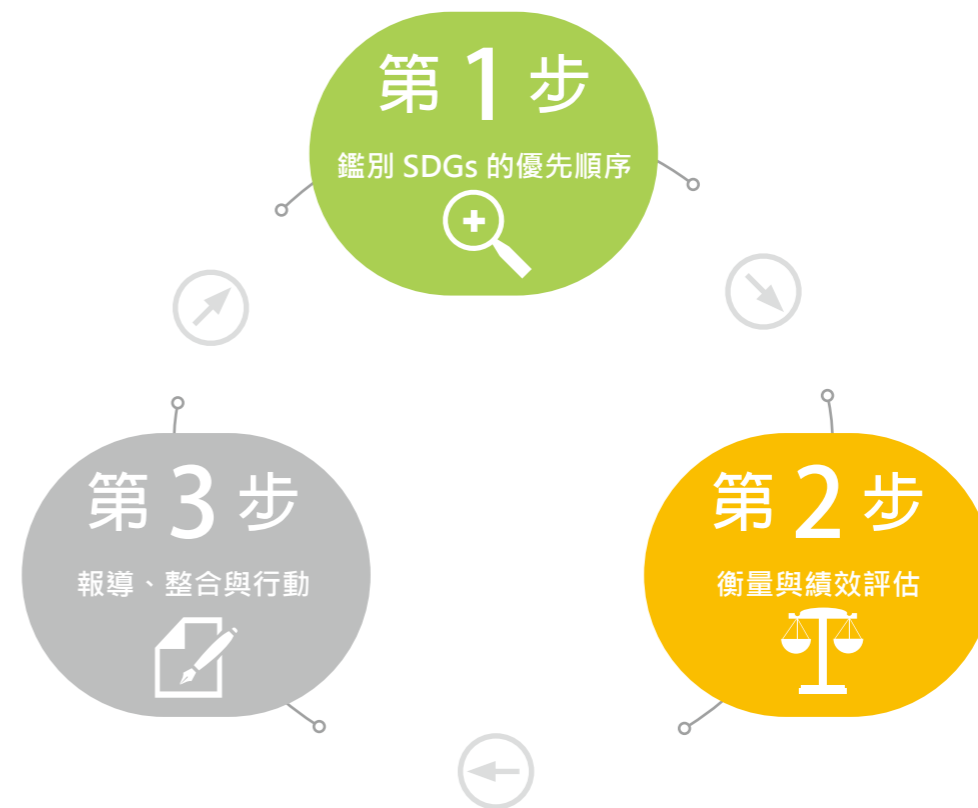 第1步
鑑別 SDGs 的優先順序
第2步
衡量與績效評估
第3步
報導、整合與行動